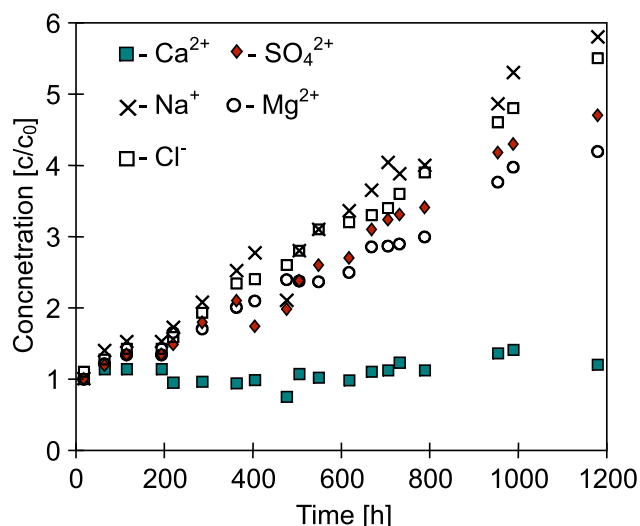 6
- Ca²⁺ - SO₄²⁺
5
- Na⁺ - Mg²⁺
- Cl⁻
4
3
2
1
0
Concnetration [c/c₀]
0 200 400 600 800 1000 1200
Time [h]